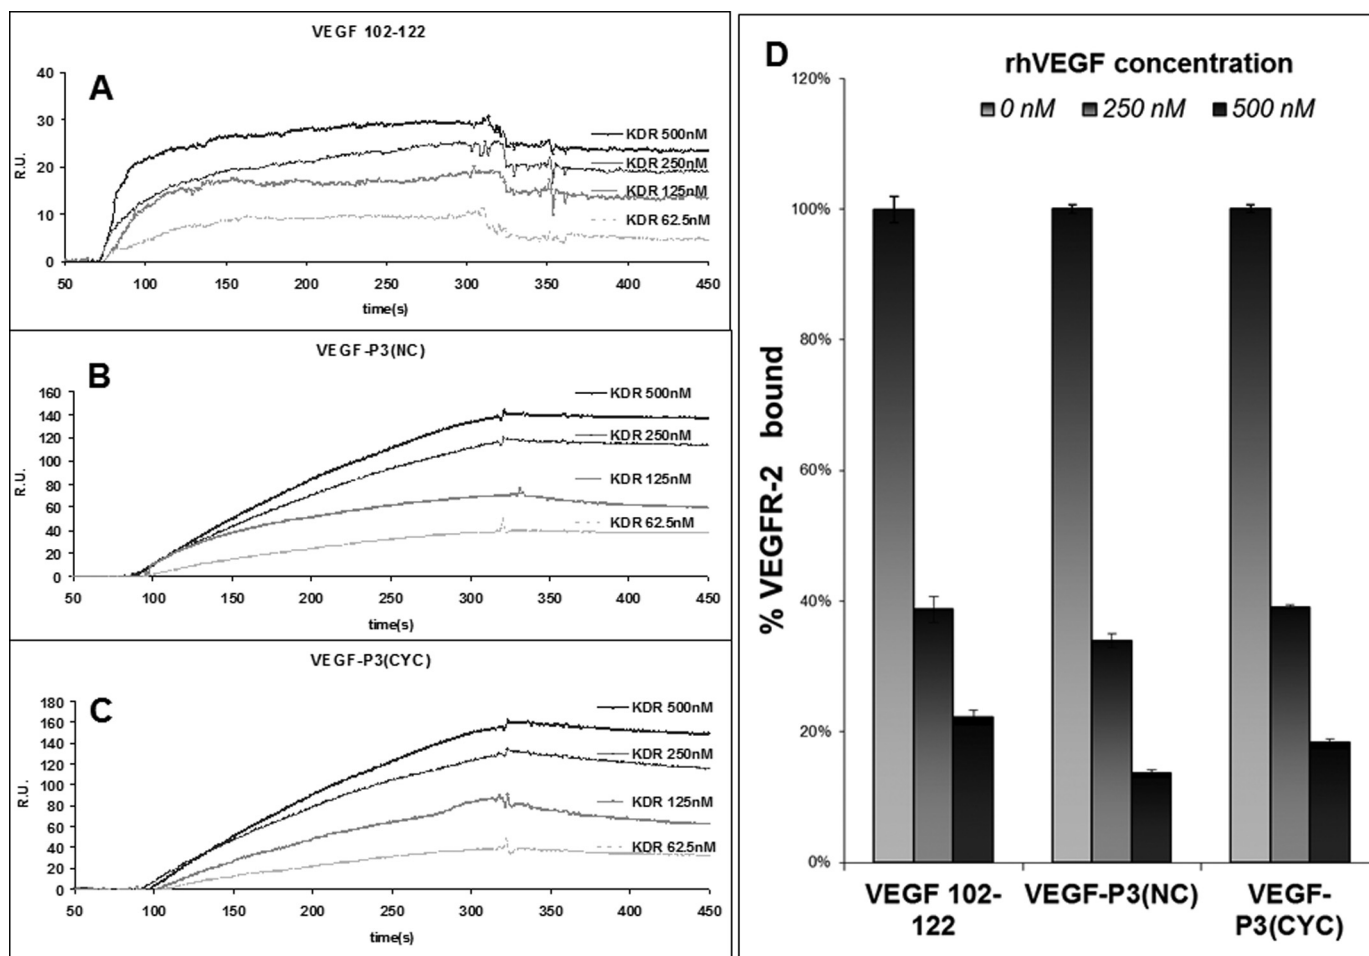 VEGF 102-122
A
40
30
20
10
0
R.U.
KDR 500nM
KDR 250nM
KDR 125nM
KDR 62.5nM
50 100 150 200 250 300 350 400 450
time(s)
VEGF-P3(NC)
B
160
140
120
100
80
60
40
20
0
R.U.
KDR 500nM
KDR 250nM
KDR 125nM
KDR 62.5nM
50 100 150 200 250 300 350 400 450
time(s)
VEGF-P3(CYC)
C
180
160
140
120
100
80
60
40
20
0
R.U.
KDR 500nM
KDR 250nM
KDR 125nM
KDR 62.5nM
50 100 150 200 250 300 350 400 450
time(s)
D
rhVEGF concentration
0 nM 250 nM 500 nM
120%
100%
80%
60%
40%
20%
0%
% VEGFR-2 bound
VEGF 102-
122
VEGF-P3(NC)
VEGF-
P3(CYC)